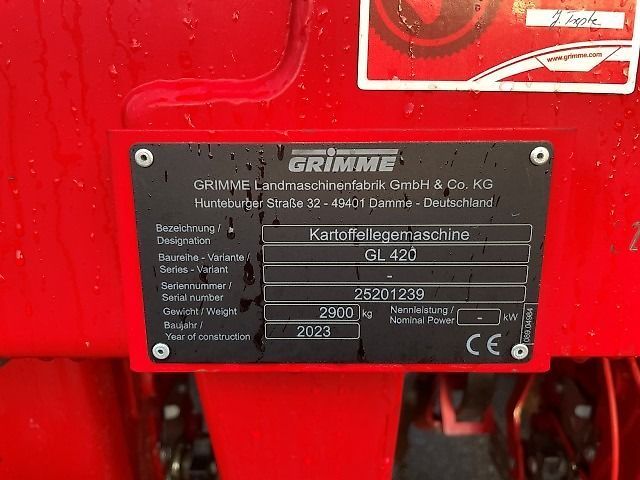 www.grimme.com
GRIMME
GRIMME Landmaschinenfabrik GmbH & Co. KG
Hunteburger Straße 32 - 49401 Damme - Deutschland
Bezeichnung / Designation
Kartoffellegemaschine
Baureihe - Variante / Series - Variant
GL 420
-
Seriennummer / Serial number
25201239
Gewicht / Weight
2900 kg
Nennleistung / Nominal Power
- kW
Baujahr / Year of construction
2023
CE
089.04984